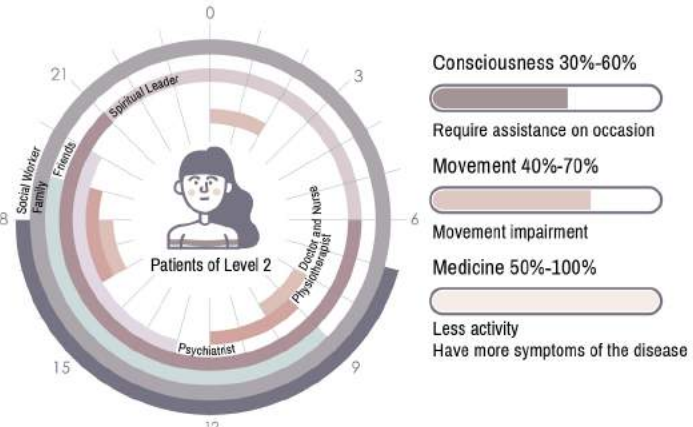 0
21
3
Spiritual Leader
Friends
Social Worker
Family
Doctor and Nurse
Physiotherapist
8
6
Patients of Level 2
Psychiatrist
15
9
12
Consciousness 30%-60%
Require assistance on occasion
Movement 40%-70%
Movement impairment
Medicine 50%-100%
Less activity
Have more symptoms of the disease